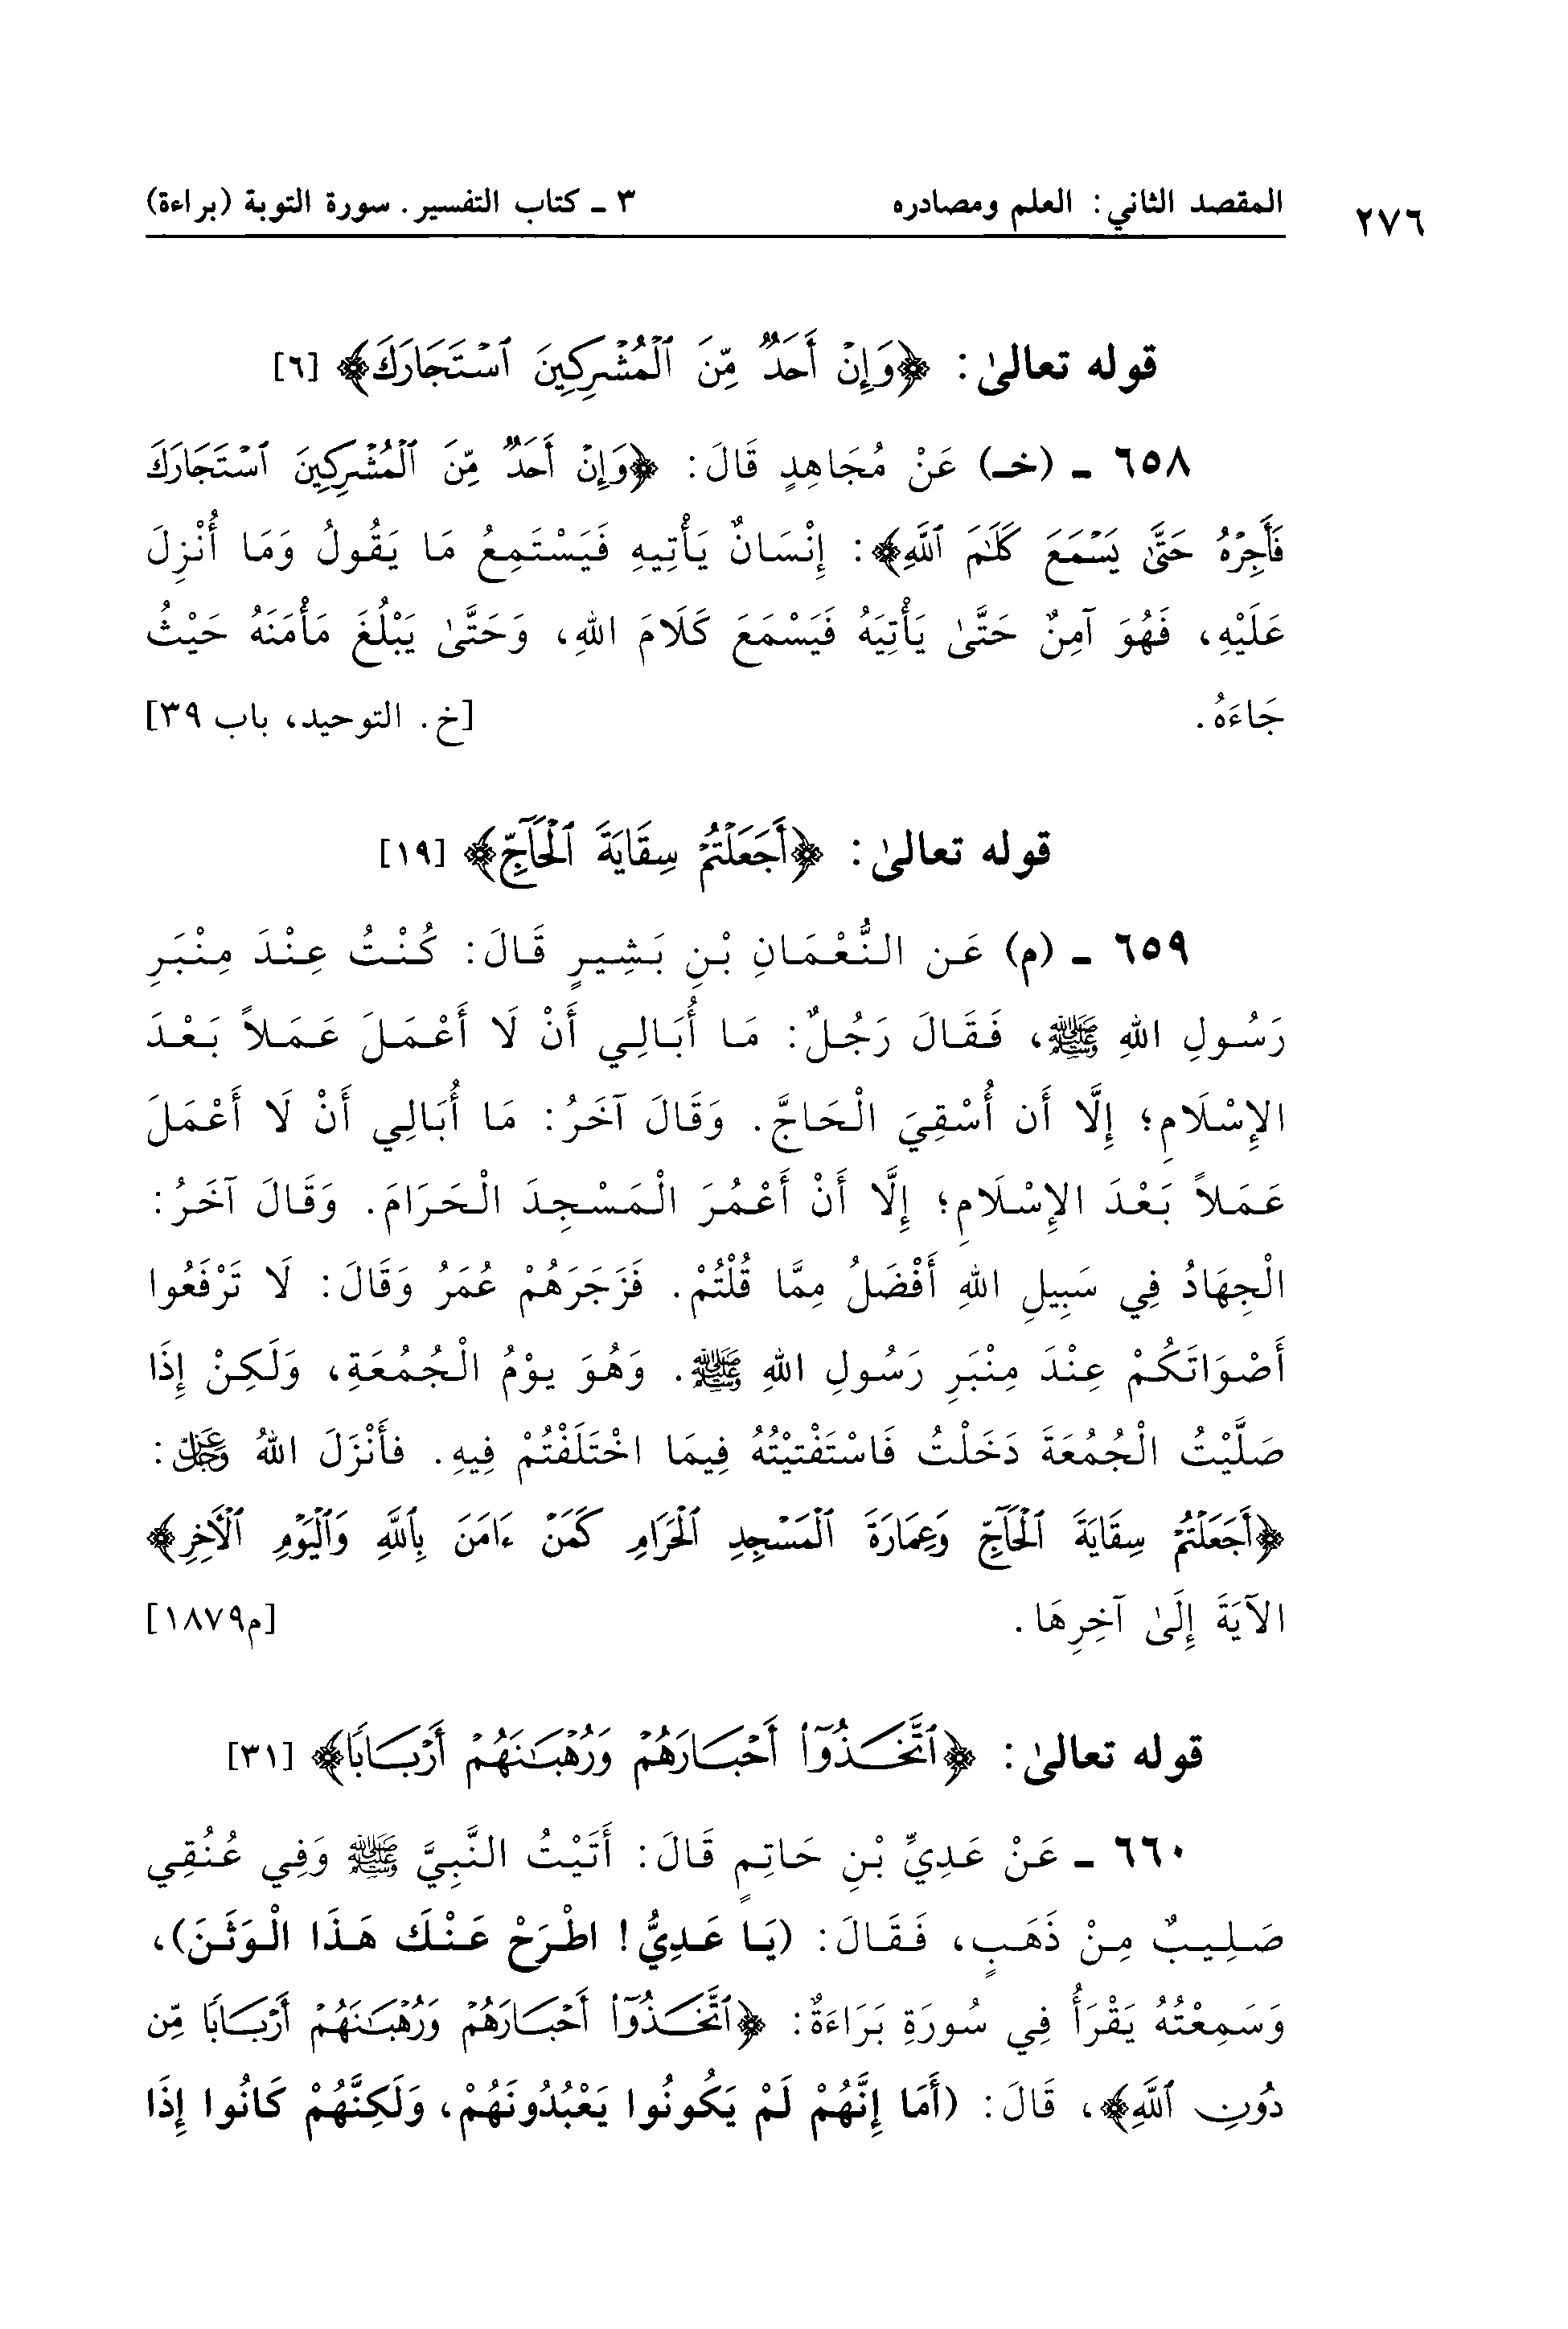 ٢٧٦ المقصد الثاني: العلم ومصادره ٣ ـ كتاب التفسير. سورة التوبة (براءة)
قوله تعالىٰ: ﴿وَإِنْ أَحَدٌ مِّنَ ٱلْمُشْرِكِينَ ٱسْتَجَارَكَ﴾ [٦]
٦٥٨ ـ (خـ) عَنْ مُجَاهِدٍ قَالَ: ﴿وَإِنْ أَحَدٌ مِّنَ ٱلْمُشْرِكِينَ ٱسْتَجَارَكَ
فَأَجِرْهُ حَتَّىٰ يَسْمَعَ كَلَٰمَ ٱللَّهِ﴾: إِنْسَانٌ يَأْتِيهِ فَيَسْتَمِعُ مَا يَقُولُ وَمَا أُنْزِلَ
عَلَيْهِ، فَهُوَ آمِنٌ حَتَّىٰ يَأْتِيَهُ فَيَسْمَعَ كَلَامَ اللهِ، وَحَتَّىٰ يَبْلُغَ مَأْمَنَهُ حَيْثُ
جَاءَهُ. [خ. التوحيد، باب ٣٩]
قوله تعالىٰ: ﴿أَجَعَلْتُمْ سِقَايَةَ ٱلْحَآجِّ﴾ [١٩]
٦٥٩ ـ (م) عَن النُّعْمَانِ بْنِ بَشِيرٍ قَالَ: كُنْتُ عِنْدَ مِنْبَرِ
رَسُولِ اللهِ ﷺ، فَقَالَ رَجُلٌ: مَا أُبَالِي أَنْ لَا أَعْمَلَ عَمَلاً بَعْدَ
الإِسْلَامِ؛ إِلَّا أَن أُسْقِيَ الْحَاجَّ. وَقَالَ آخَرُ: مَا أُبَالِي أَنْ لَا أَعْمَلَ
عَمَلاً بَعْدَ الإِسْلَامِ؛ إِلَّا أَنْ أَعْمُرَ الْمَسْجِدَ الْحَرَامَ. وَقَالَ آخَرُ:
الْجِهَادُ فِي سَبِيلِ اللهِ أَفْضَلُ مِمَّا قُلْتُمْ. فَزَجَرَهُمْ عُمَرُ وَقَالَ: لَا تَرْفَعُوا
أَصْوَاتَكُمْ عِنْدَ مِنْبَرِ رَسُولِ اللهِ ﷺ. وَهُوَ يوْمُ الْجُمُعَةِ، وَلَكِنْ إِذَا
صَلَّيْتُ الْجُمُعَةَ دَخَلْتُ فَاسْتَفْتَيْتُهُ فِيمَا اخْتَلَفْتُمْ فِيهِ. فأَنْزَلَ اللهُ عَزَّ وَجَلَّ:
﴿أَجَعَلْتُمْ سِقَايَةَ ٱلْحَآجِّ وَعِمَارَةَ ٱلْمَسْجِدِ ٱلْحَرَامِ كَمَنْ ءَامَنَ بِٱللَّهِ وَٱلْيَوْمِ ٱلْأَخِرِ﴾
الآيَةَ إِلَىٰ آخِرِهَا. [م١٨٧٩]
قوله تعالىٰ: ﴿ٱتَّخَذُوٓا۟ أَحْبَارَهُمْ وَرُهْبَٰنَهُمْ أَرْبَابًا﴾ [٣١]
٦٦٠ ـ عَنْ عَدِيِّ بْنِ حَاتِمٍ قَالَ: أَتَيْتُ النَّبِيَّ ﷺ وَفِي عُنُقِي
صَلِيبٌ مِنْ ذَهَبٍ، فَقَالَ: (يَا عَدِيُّ! اطْرَحْ عَنْكَ هَذَا الْوَثَنَ)،
وَسَمِعْتُهُ يَقْرَأُ فِي سُورَةِ بَرَاءَةٌ: ﴿ٱتَّخَذُوٓا۟ أَحْبَارَهُمْ وَرُهْبَٰنَهُمْ أَرْبَابًا مِّن
دُونِ ٱللَّهِ﴾، قَالَ: (أَمَا إِنَّهُمْ لَمْ يَكُونُوا يَعْبُدُونَهُمْ، وَلَكِنَّهُمْ كَانُوا إِذَا